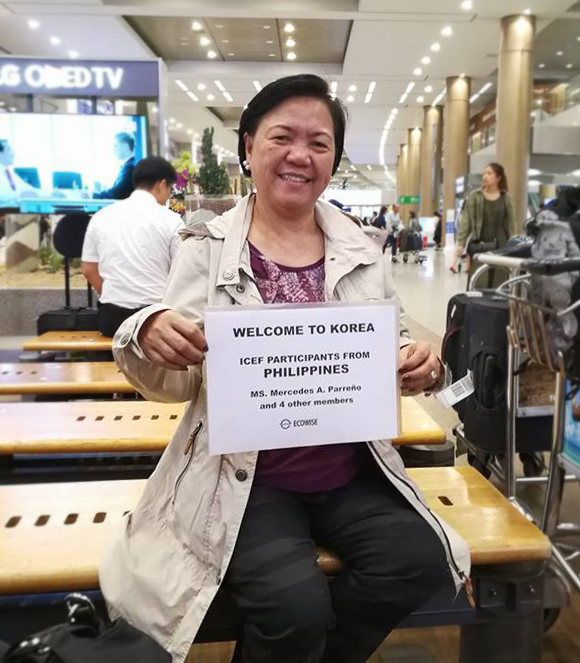 LG OLED TV
WELCOME TO KOREA
ICEF PARTICIPANTS FROM
PHILIPPINES
MS. Mercedes A. Parreño
and 4 other members
ECOWISE